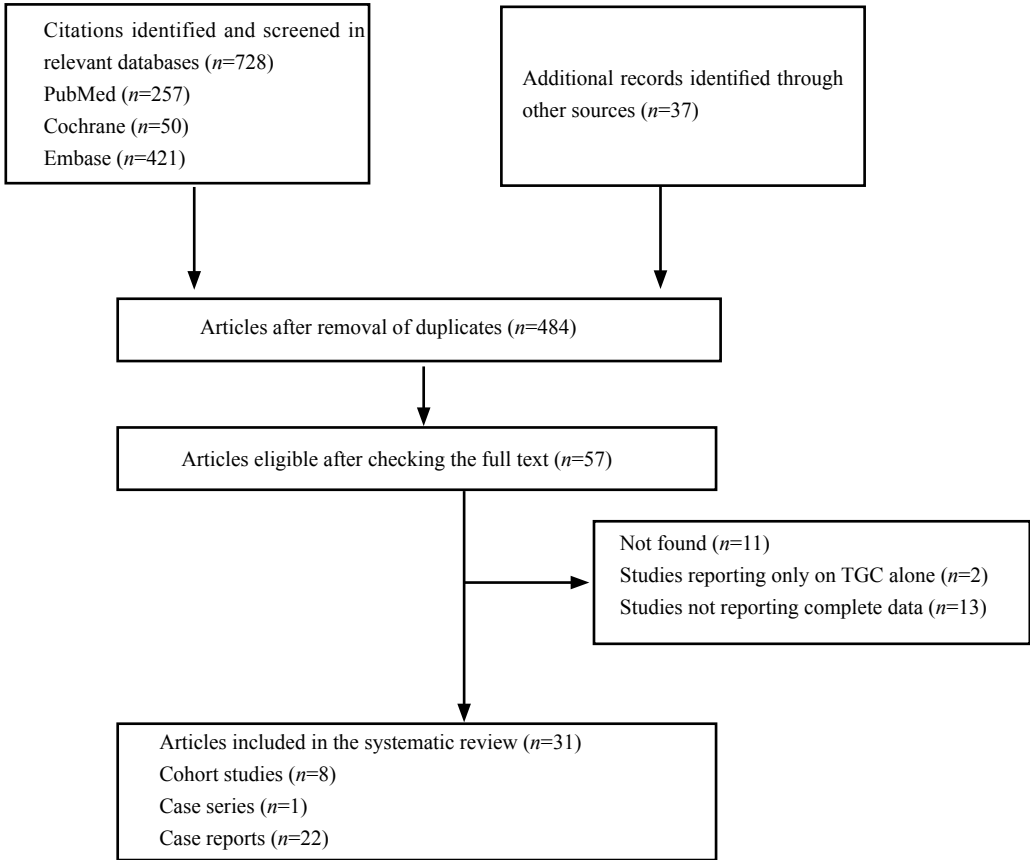 Citations identified and screened in
relevant databases (n=728)
PubMed (n=257)
Cochrane (n=50)
Embase (n=421)
Additional records identified through
other sources (n=37)
Articles after removal of duplicates (n=484)
Articles eligible after checking the full text (n=57)
Not found (n=11)
Studies reporting only on TGC alone (n=2)
Studies not reporting complete data (n=13)
Articles included in the systematic review (n=31)
Cohort studies (n=8)
Case series (n=1)
Case reports (n=22)